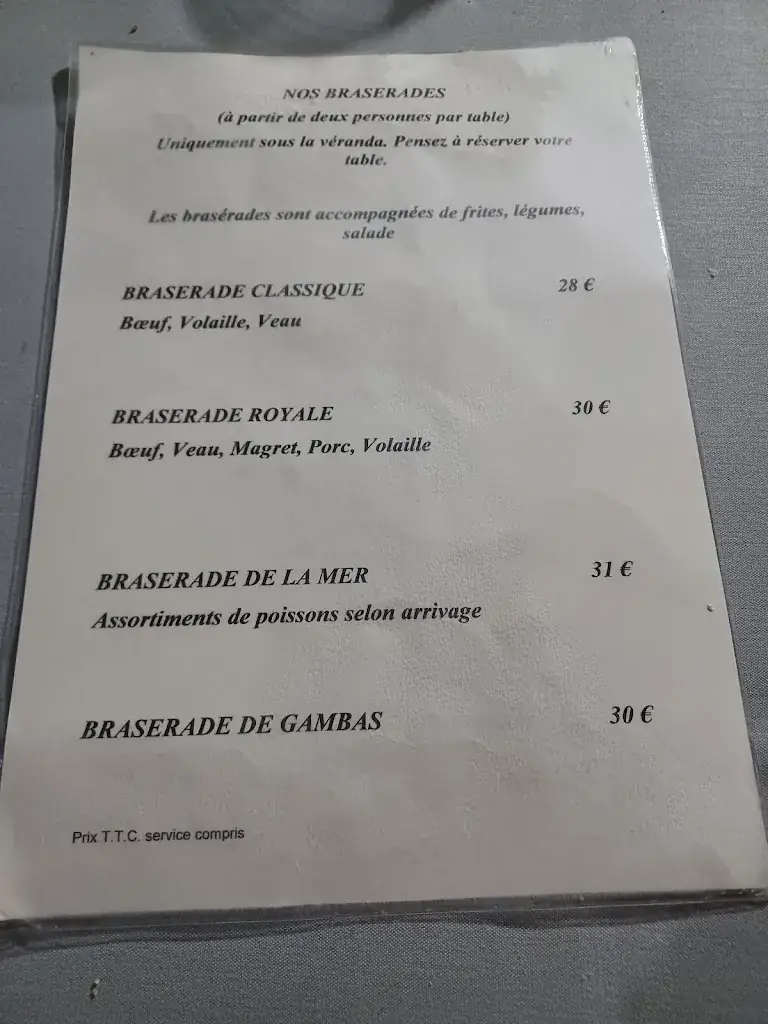 NOS BRASERADES
(à partir de deux personnes par table)
Uniquement sous la véranda. Pensez à réserver votre
table.
Les brasérades sont accompagnées de frites, légumes,
salade
BRASERADE CLASSIQUE 28 €
Bœuf, Volaille, Veau
BRASERADE ROYALE 30 €
Bœuf, Veau, Magret, Porc, Volaille
BRASERADE DE LA MER 31 €
Assortiments de poissons selon arrivage
BRASERADE DE GAMBAS 30 €
Prix T.T.C. service compris